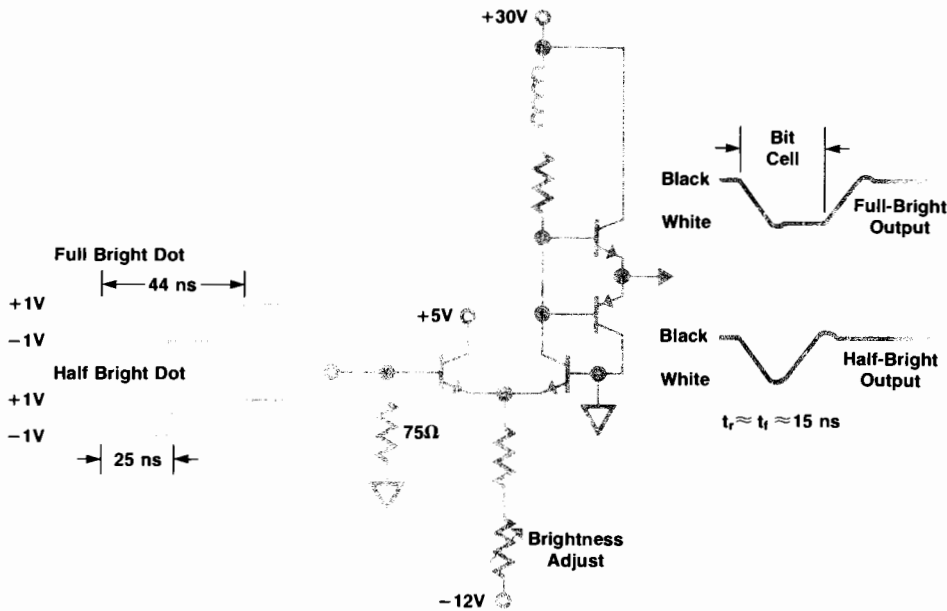 +30V
Bit
Cell
Black
White
Full-Bright
Output
Full Bright Dot
44 ns
+1V
−1V
+5V
Half Bright Dot
+1V
−1V
25 ns
75Ω
Black
White
Half-Bright
Output
tr ≈ tf ≈ 15 ns
Brightness
Adjust
−12V